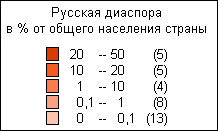 Русская диаспора
в % от общего населения страны
20 -- 50 (5)
10 -- 20 (5)
1 -- 10 (4)
0,1 -- 1 (8)
0 -- 0,1 (13)